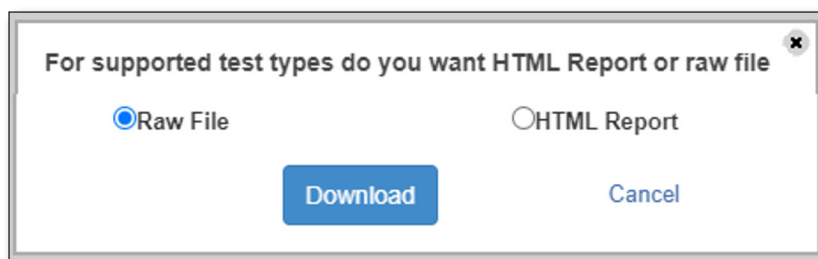 For supported test types do you want HTML Report or raw file
Raw File HTML Report
Download Cancel